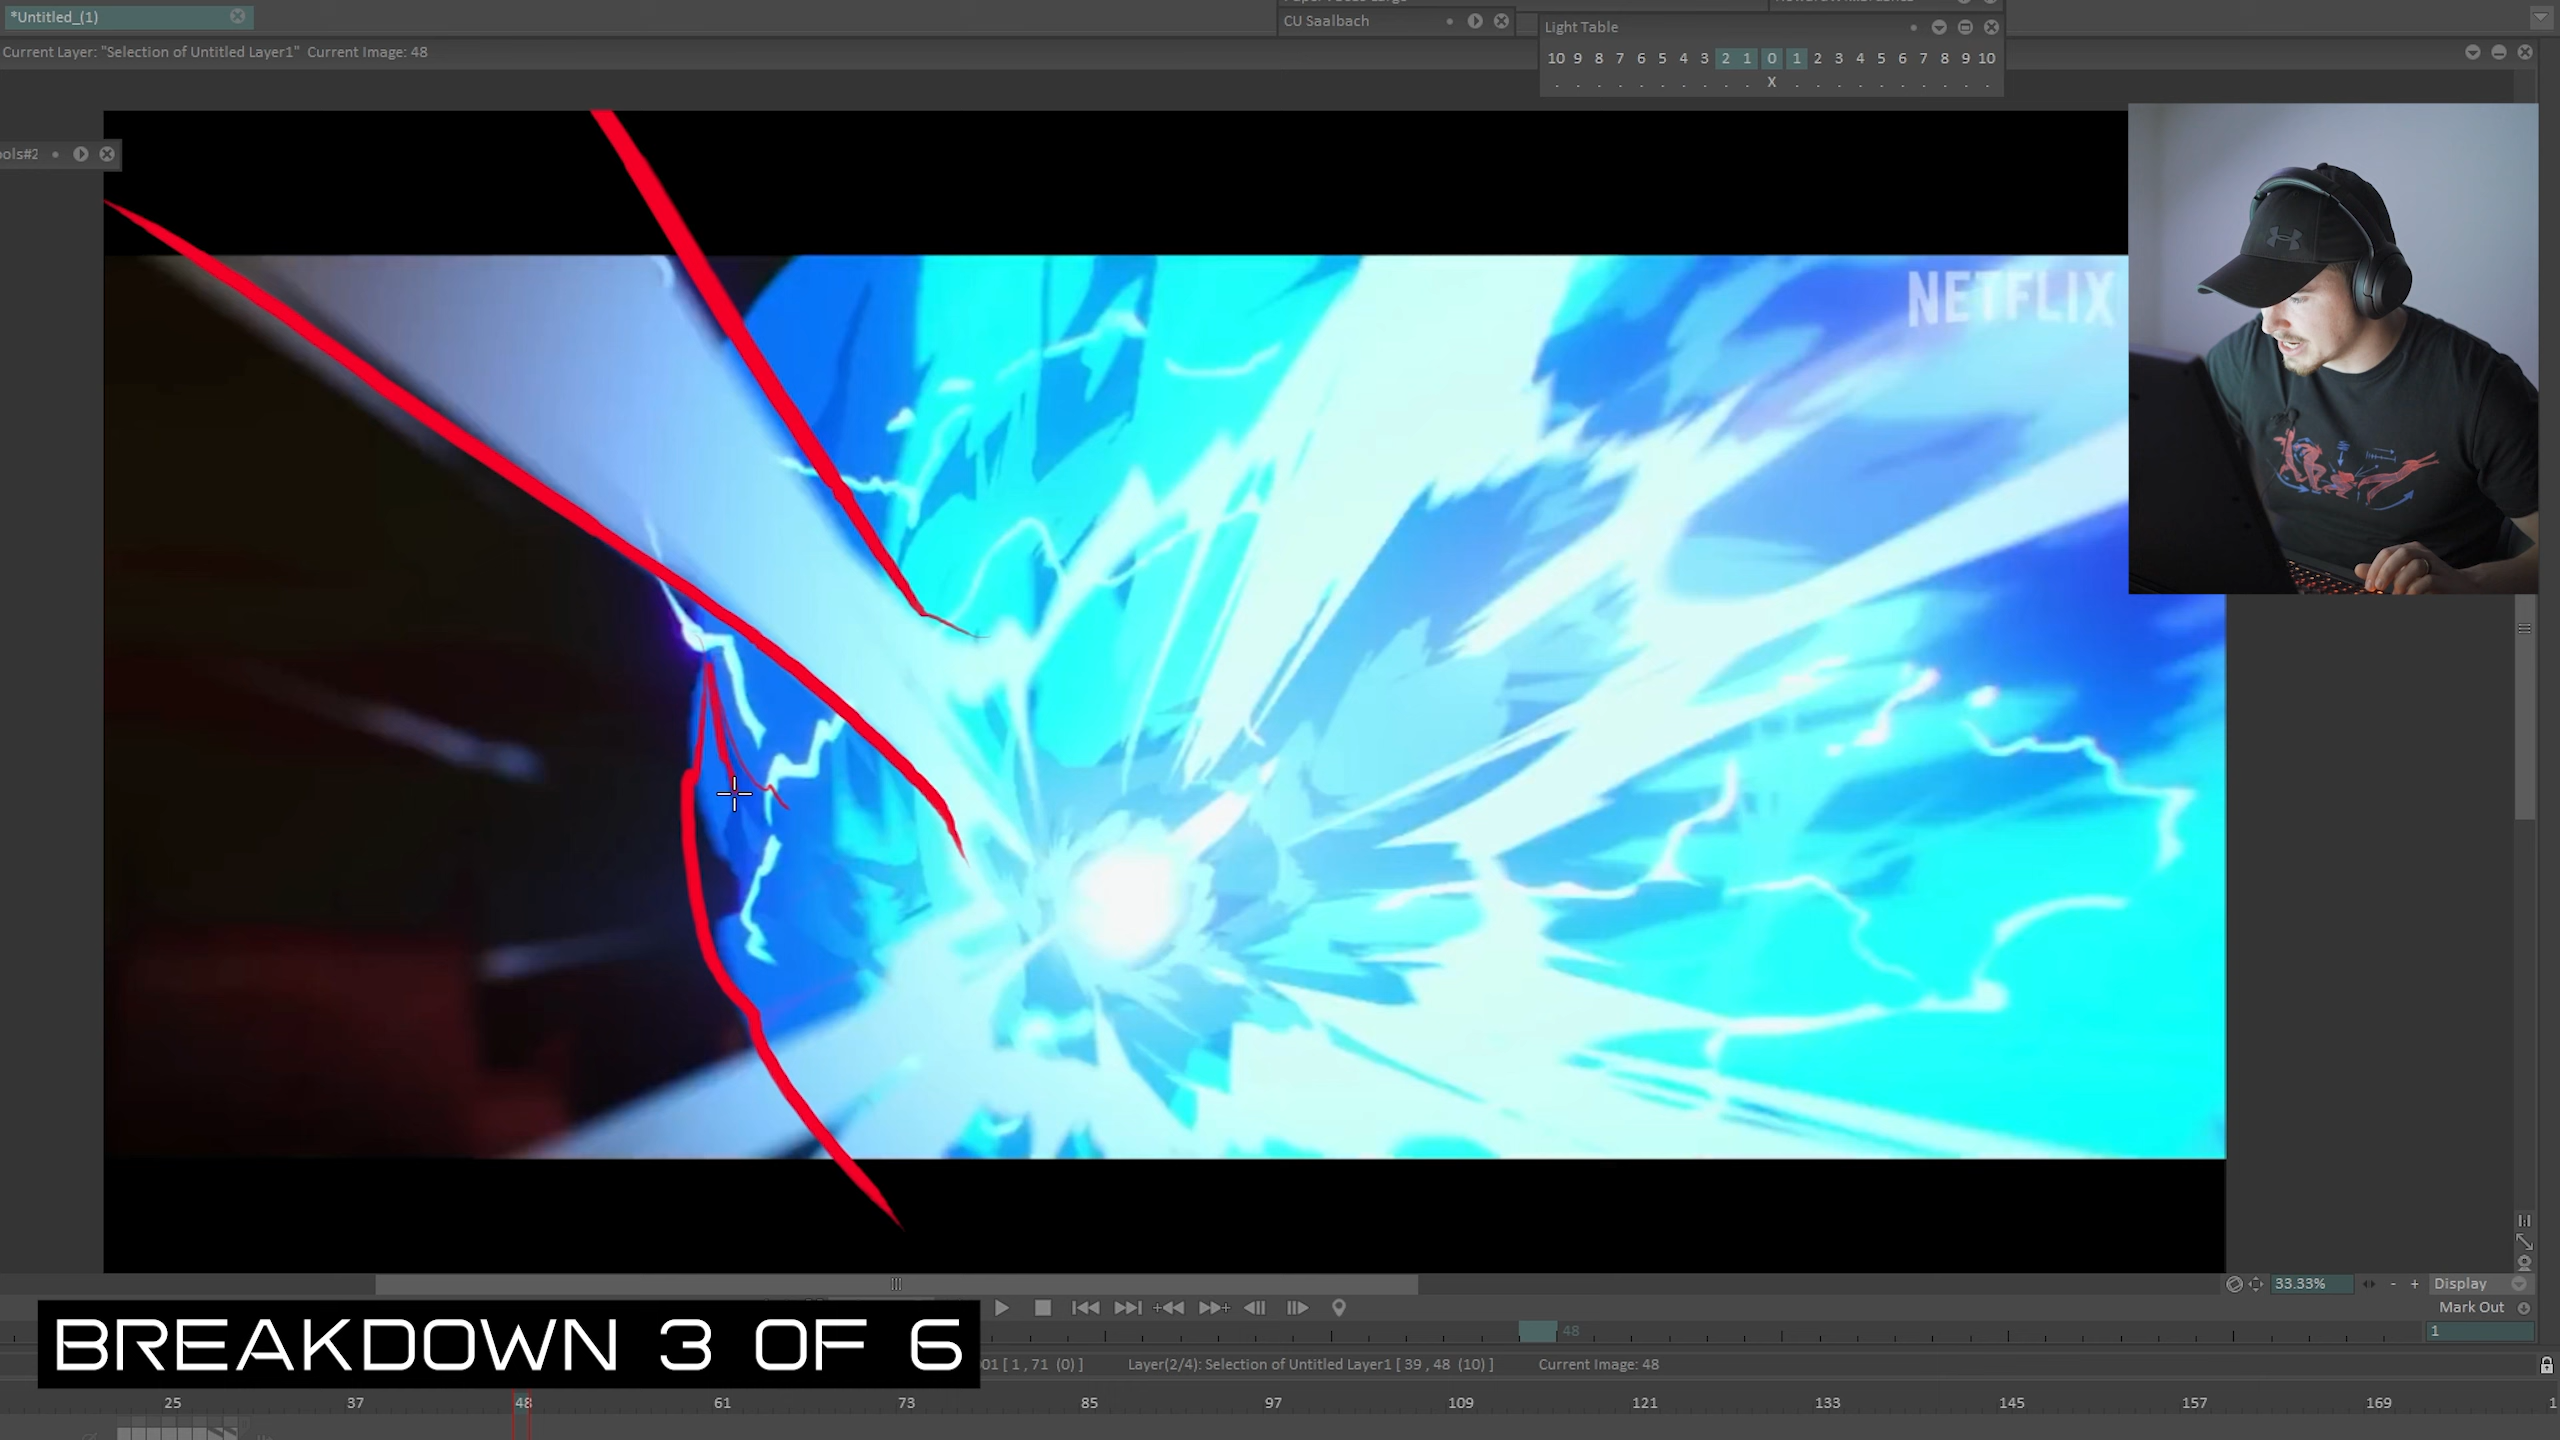 *Untitled_(1)
CU Saalbach
Light Table
Current Layer: "Selection of Untitled Layer1" Current Image: 48
10 9 8 7 6 5 4 3 2 1 0 1 2 3 4 5 6 7 8 9 10
X
ools#2
NETFLIX
33.33%
- +
Display
Mark Out
BREAKDOWN 3 OF 6
48
1
01 [ 1 , 71 (0) ]
Layer(2/4): Selection of Untitled Layer1 [ 39 , 48 (10) ]
Current Image: 48
25 37 48 61 73 85 97 109 121 133 145 157 169